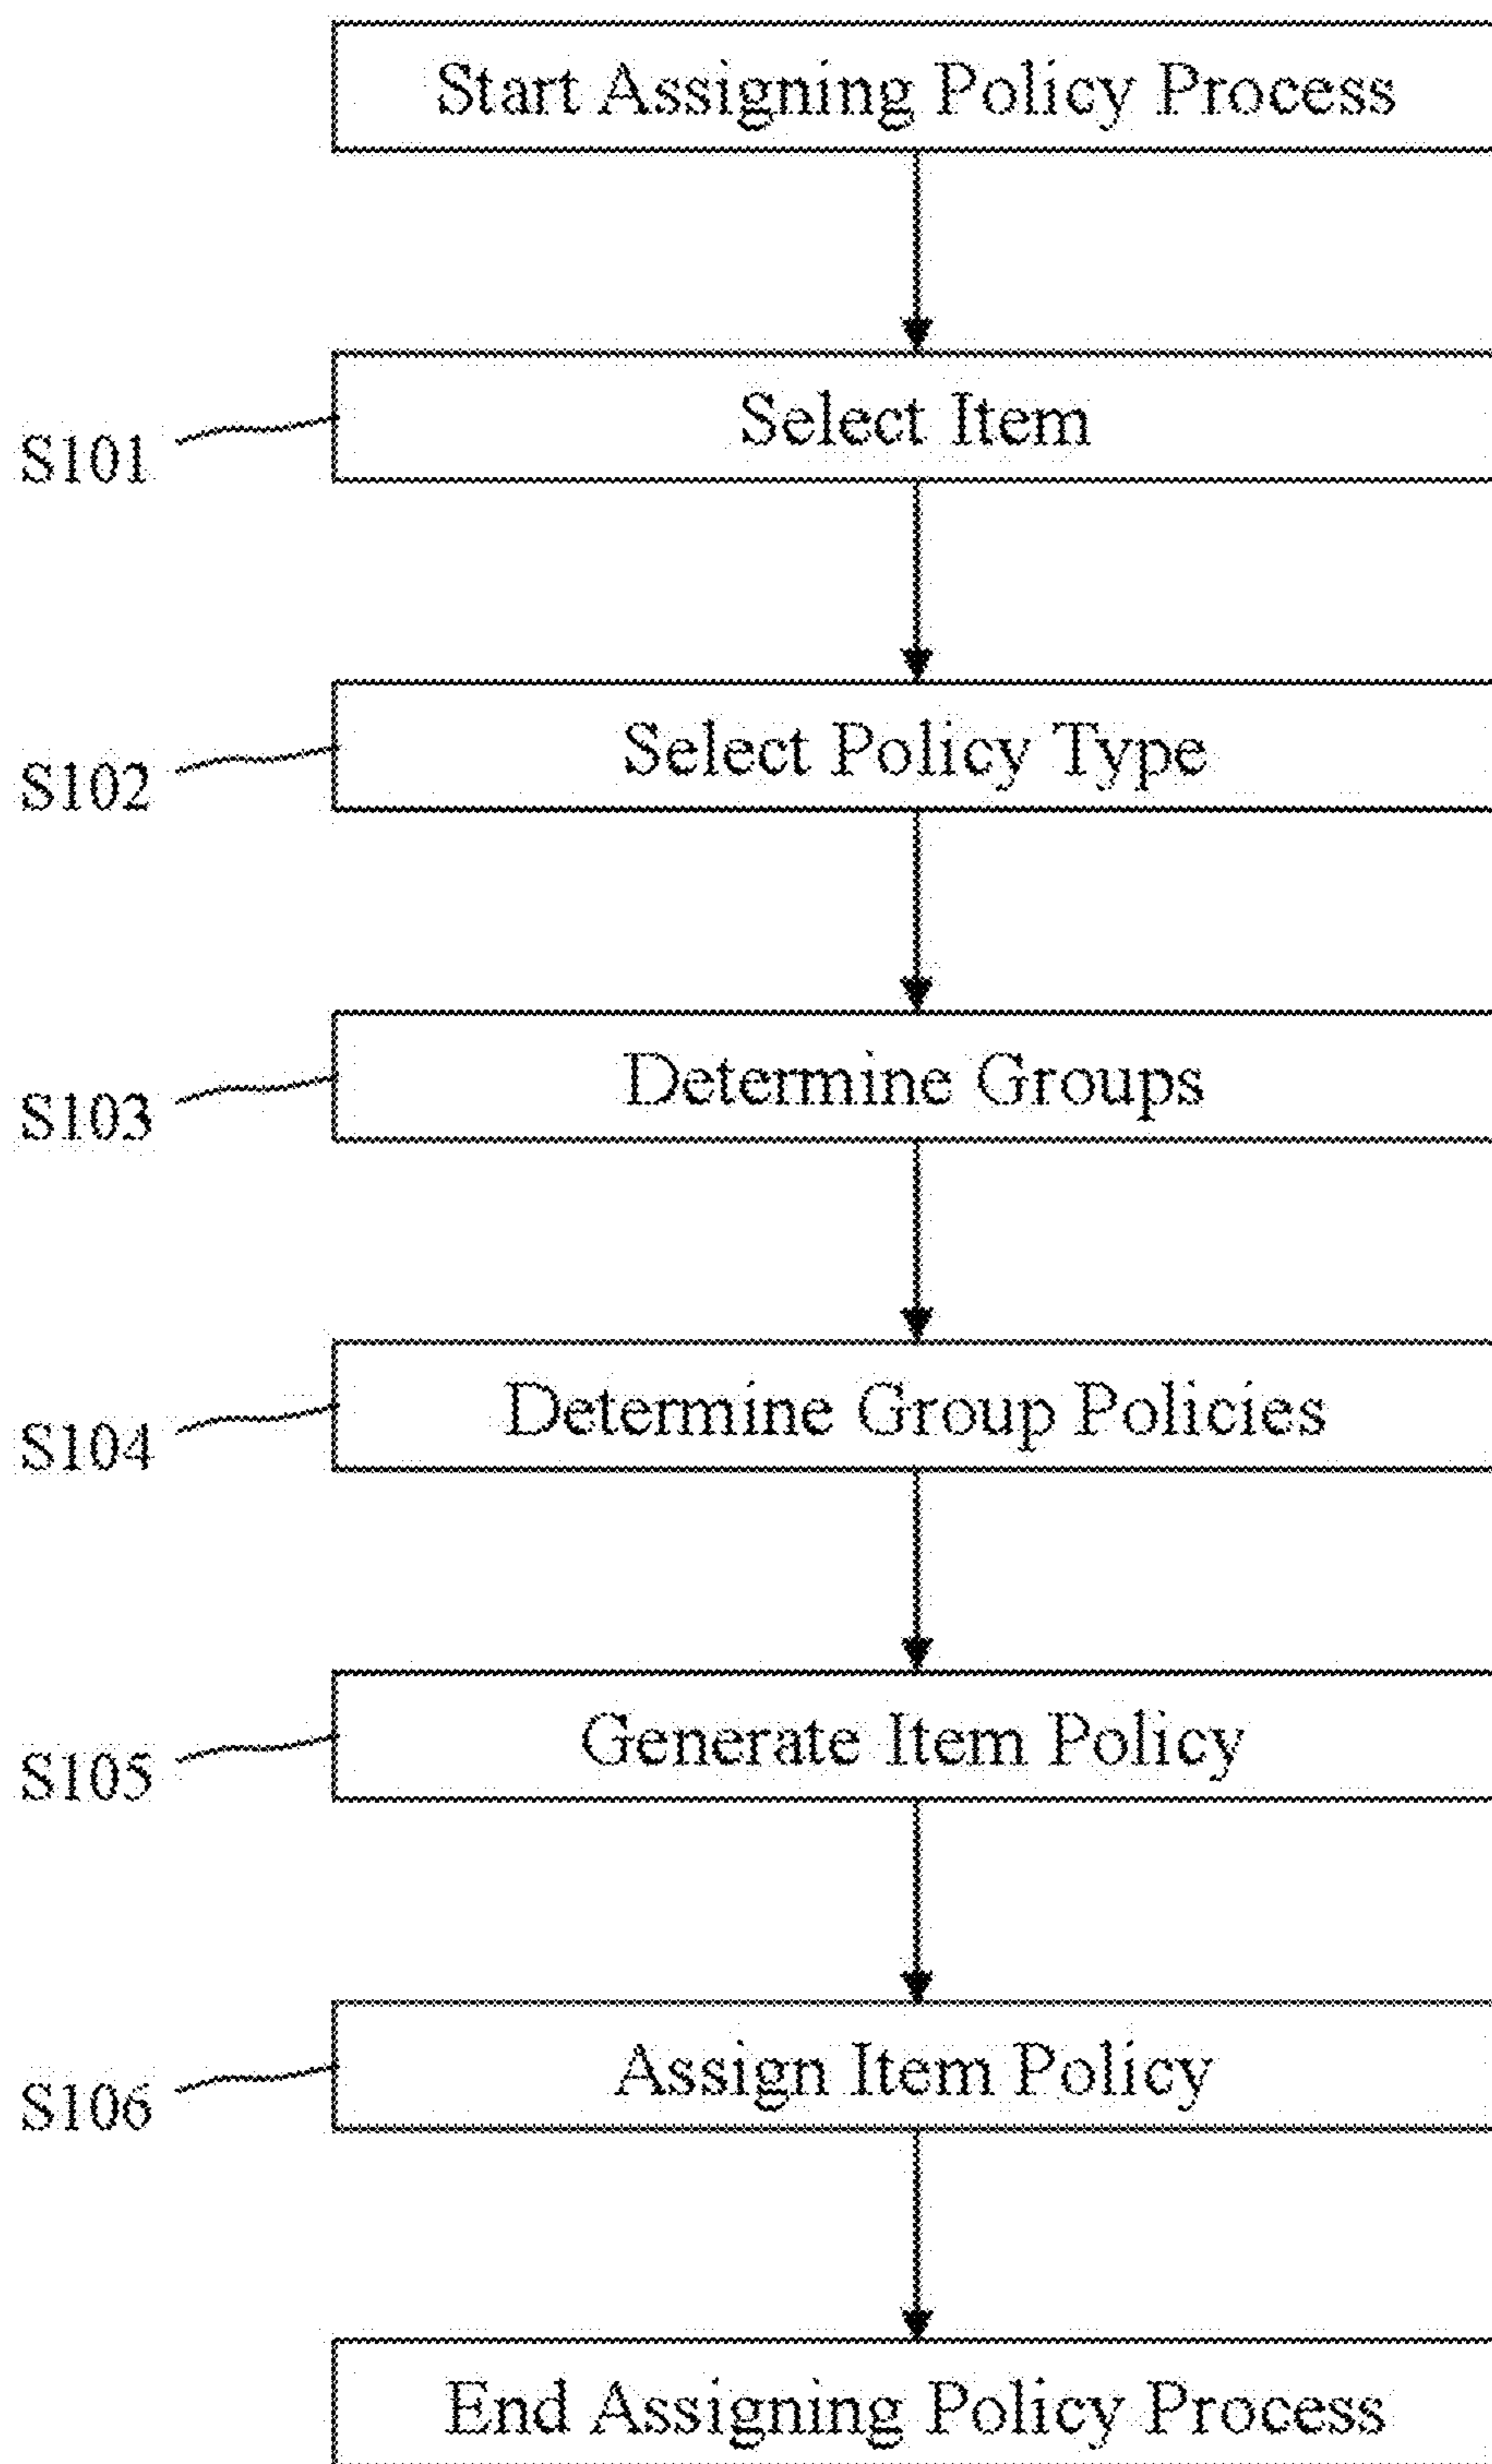 Start Assigning Policy Process
Select Item
S101
Select Policy Type
S102
Determine Groups
S103
Determine Group Policies
S104
Generate Item Policy
S105
Assign Item Policy
S106
End Assigning Policy Process